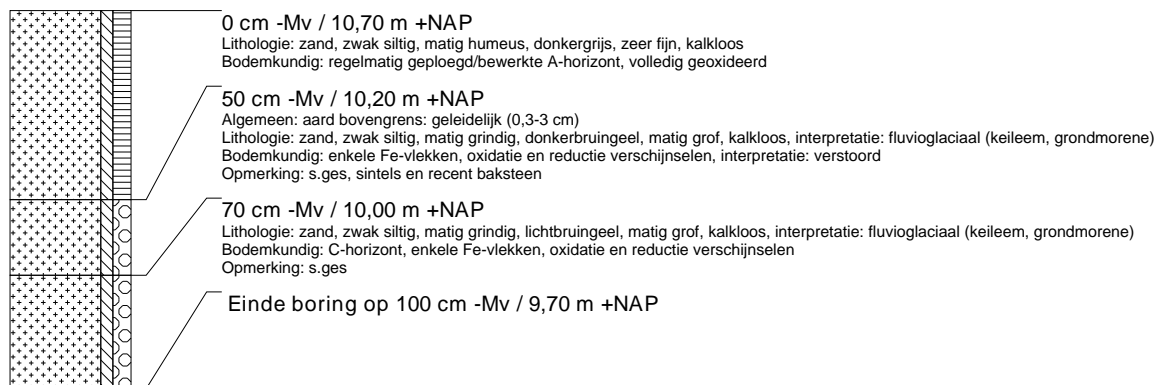 0 cm -Mv / 10,70 m +NAP
Lithologie: zand, zwak siltig, matig humeus, donkergrijs, zeer fijn, kalkloos
Bodemkundig: regelmatig geploegd/bewerkte A-horizont, volledig geoxideerd
50 cm -Mv / 10,20 m +NAP
Algemeen: aard bovengrens: geleidelijk (0,3-3 cm)
Lithologie: zand, zwak siltig, matig grindig, donkerbruingeel, matig grof, kalkloos, interpretatie: fluvioglaciaal (keileem, grondmorene)
Bodemkundig: enkele Fe-vlekken, oxidatie en reductie verschijnselen, interpretatie: verstoord
Opmerking: s.ges, sintels en recent baksteen
70 cm -Mv / 10,00 m +NAP
Lithologie: zand, zwak siltig, matig grindig, lichtbruingeel, matig grof, kalkloos, interpretatie: fluvioglaciaal (keileem, grondmorene)
Bodemkundig: C-horizont, enkele Fe-vlekken, oxidatie en reductie verschijnselen
Opmerking: s.ges
Einde boring op 100 cm -Mv / 9,70 m +NAP